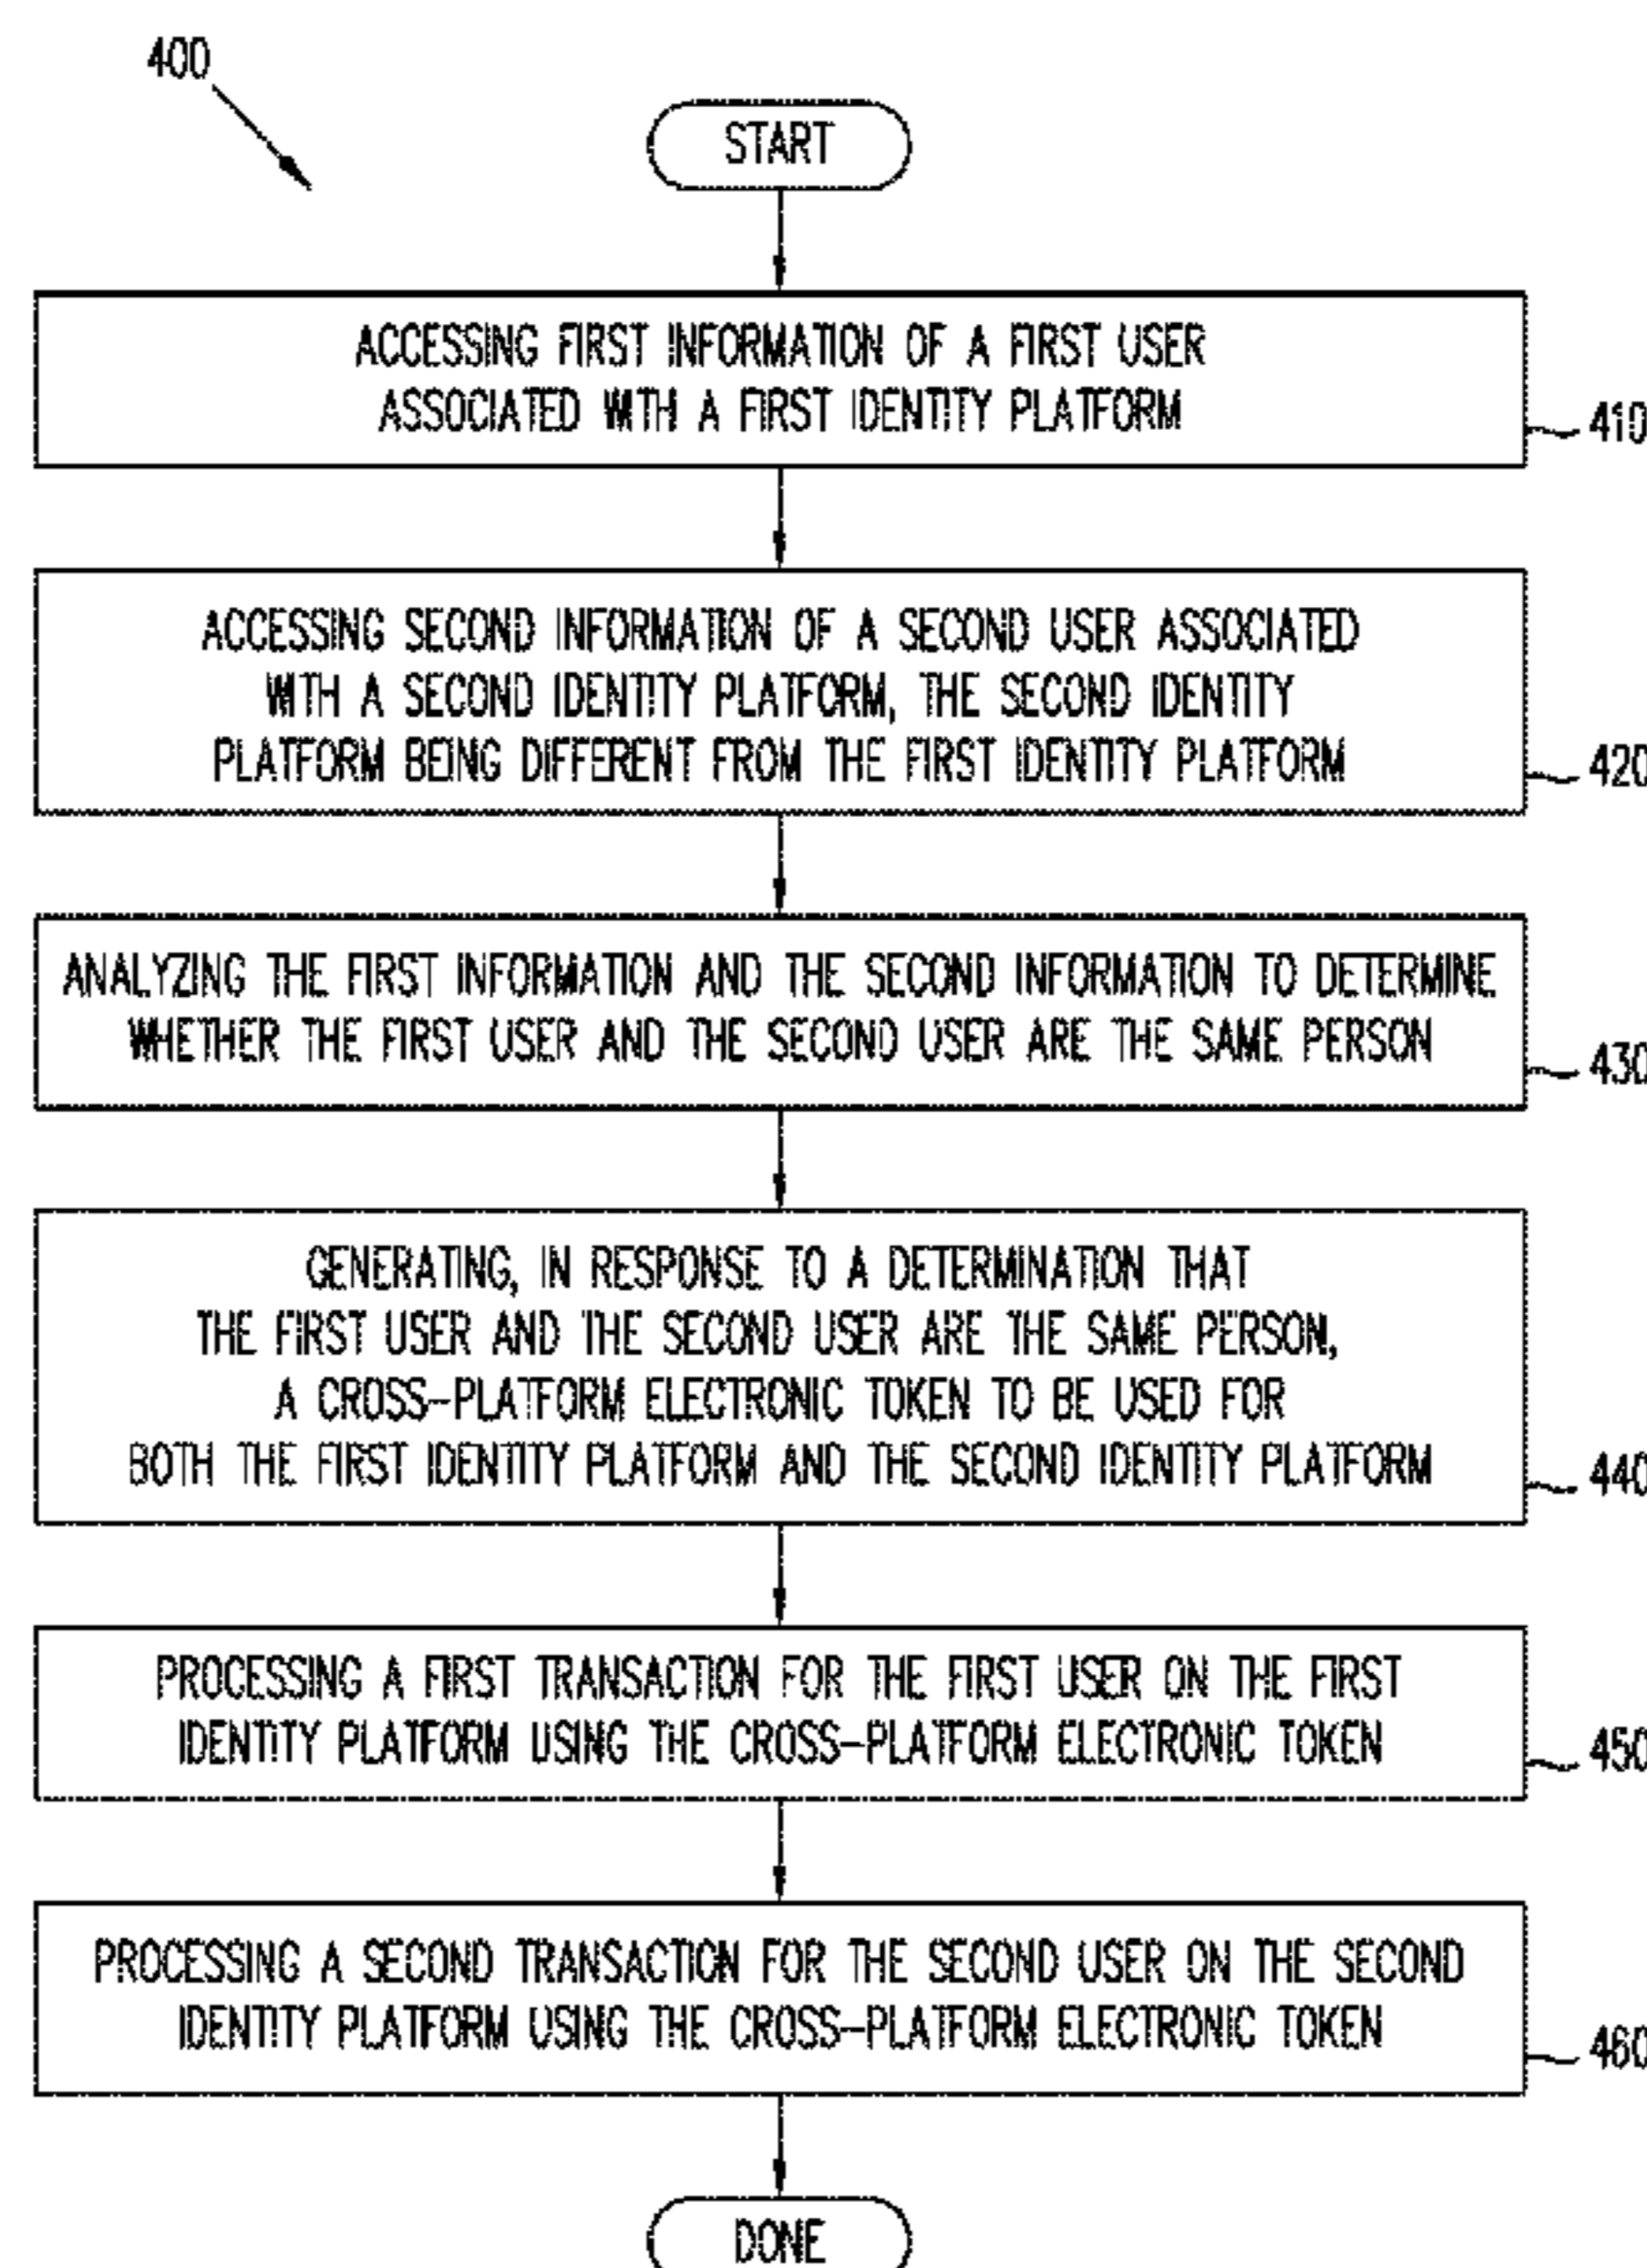 400
START
ACCESSING FIRST INFORMATION OF A FIRST USER
ASSOCIATED WITH A FIRST IDENTITY PLATFORM
410
ACCESSING SECOND INFORMATION OF A SECOND USER ASSOCIATED
WITH A SECOND IDENTITY PLATFORM, THE SECOND IDENTITY
PLATFORM BEING DIFFERENT FROM THE FIRST IDENTITY PLATFORM
420
ANALYZING THE FIRST INFORMATION AND THE SECOND INFORMATION TO DETERMINE
WHETHER THE FIRST USER AND THE SECOND USER ARE THE SAME PERSON
430
GENERATING, IN RESPONSE TO A DETERMINATION THAT
THE FIRST USER AND THE SECOND USER ARE THE SAME PERSON,
A CROSS-PLATFORM ELECTRONIC TOKEN TO BE USED FOR
BOTH THE FIRST IDENTITY PLATFORM AND THE SECOND IDENTITY PLATFORM
440
PROCESSING A FIRST TRANSACTION FOR THE FIRST USER ON THE FIRST
IDENTITY PLATFORM USING THE CROSS-PLATFORM ELECTRONIC TOKEN
450
PROCESSING A SECOND TRANSACTION FOR THE SECOND USER ON THE SECOND
IDENTITY PLATFORM USING THE CROSS-PLATFORM ELECTRONIC TOKEN
460
DONE